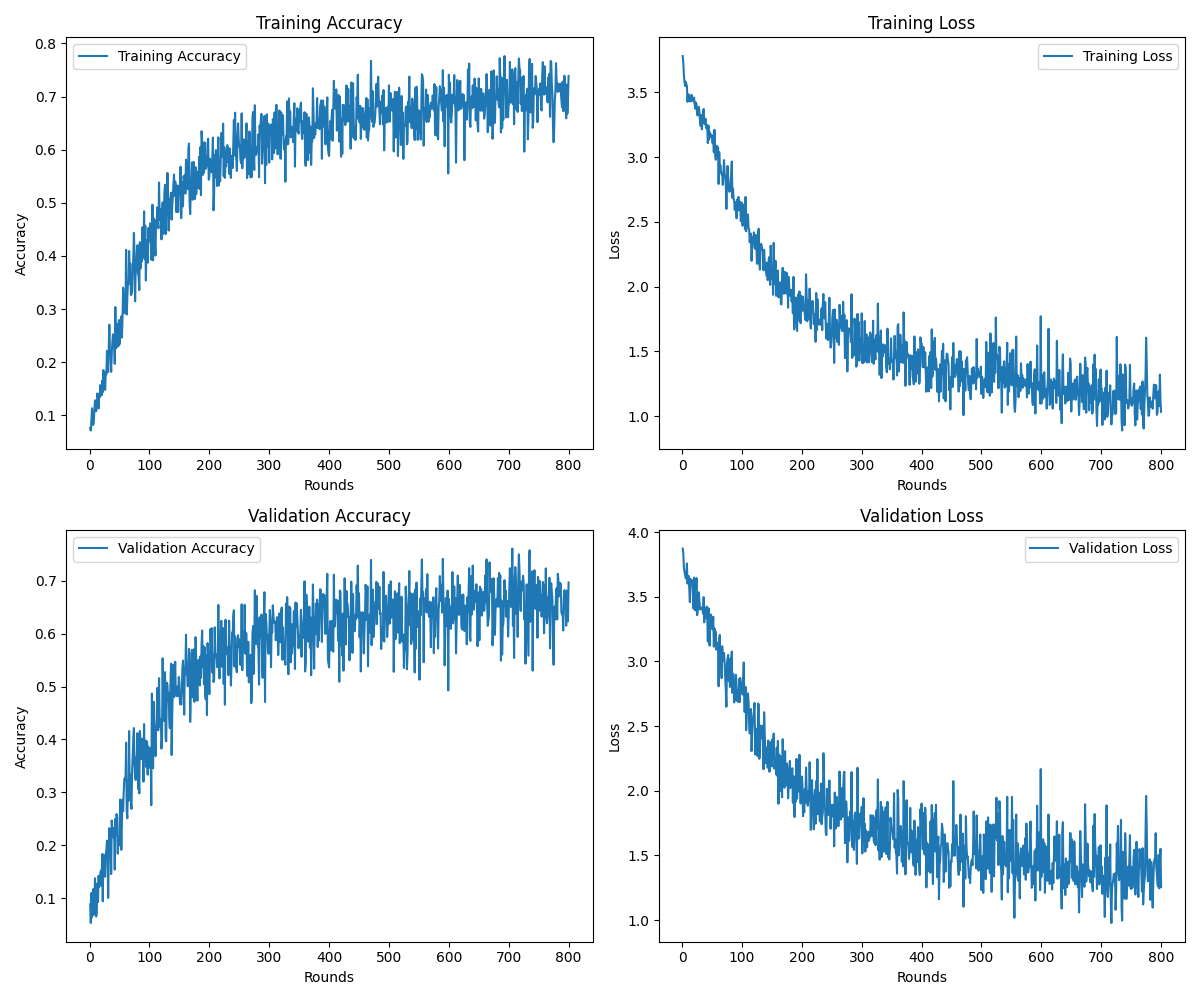 Training Accuracy
Training Accuracy
Accuracy
0.8
0.7
0.6
0.5
0.4
0.3
0.2
0.1
0 100 200 300 400 500 600 700 800
Rounds
Training Loss
Training Loss
Loss
3.5
3.0
2.5
2.0
1.5
1.0
0 100 200 300 400 500 600 700 800
Rounds
Validation Accuracy
Validation Accuracy
Accuracy
0.7
0.6
0.5
0.4
0.3
0.2
0.1
0 100 200 300 400 500 600 700 800
Rounds
Validation Loss
Validation Loss
Loss
4.0
3.5
3.0
2.5
2.0
1.5
1.0
0 100 200 300 400 500 600 700 800
Rounds